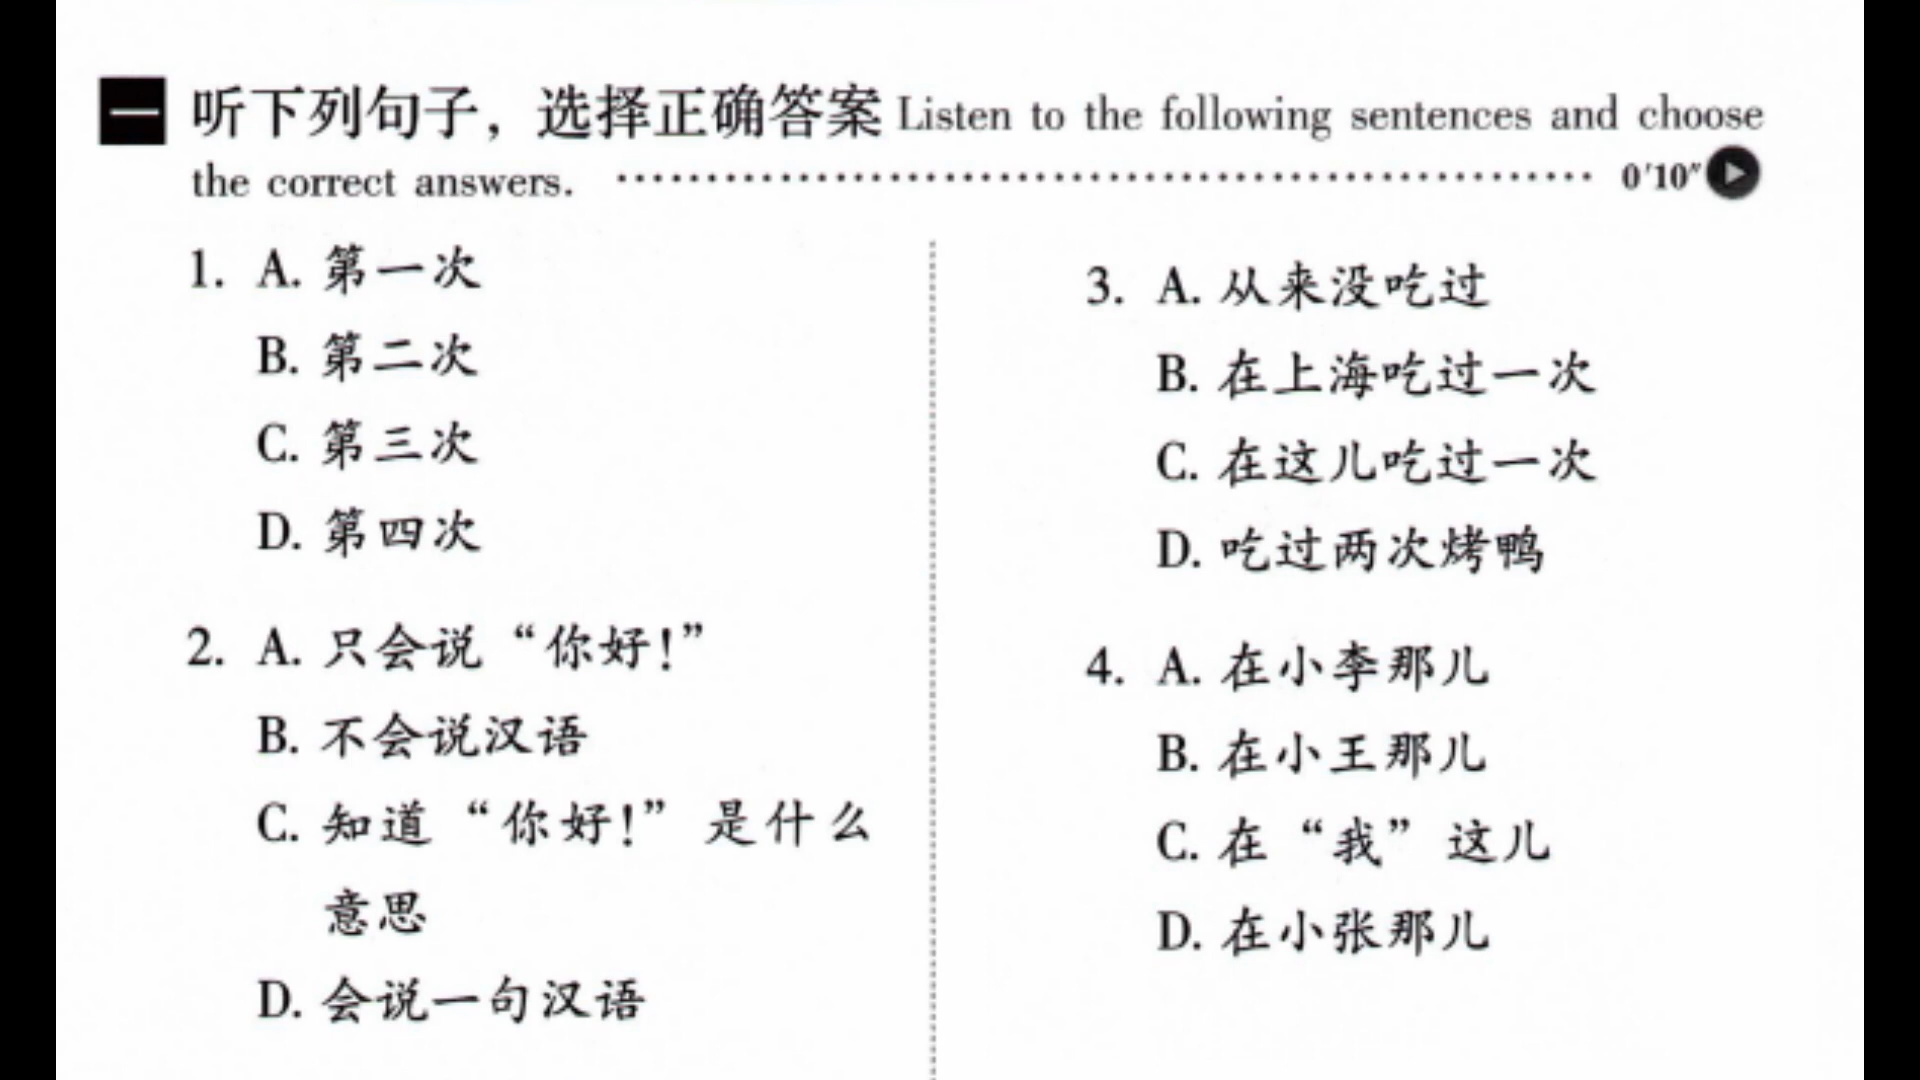 一 听下列句子，选择正确答案 Listen to the following sentences and choose
the correct answers. …………………………………………………… 0′10″
1. A. 第一次
B. 第二次
C. 第三次
D. 第四次
2. A. 只会说“你好！”
B. 不会说汉语
C. 知道“你好！”是什么
意思
D. 会说一句汉语
3. A. 从来没吃过
B. 在上海吃过一次
C. 在这儿吃过一次
D. 吃过两次烤鸭
4. A. 在小李那儿
B. 在小王那儿
C. 在“我”这儿
D. 在小张那儿